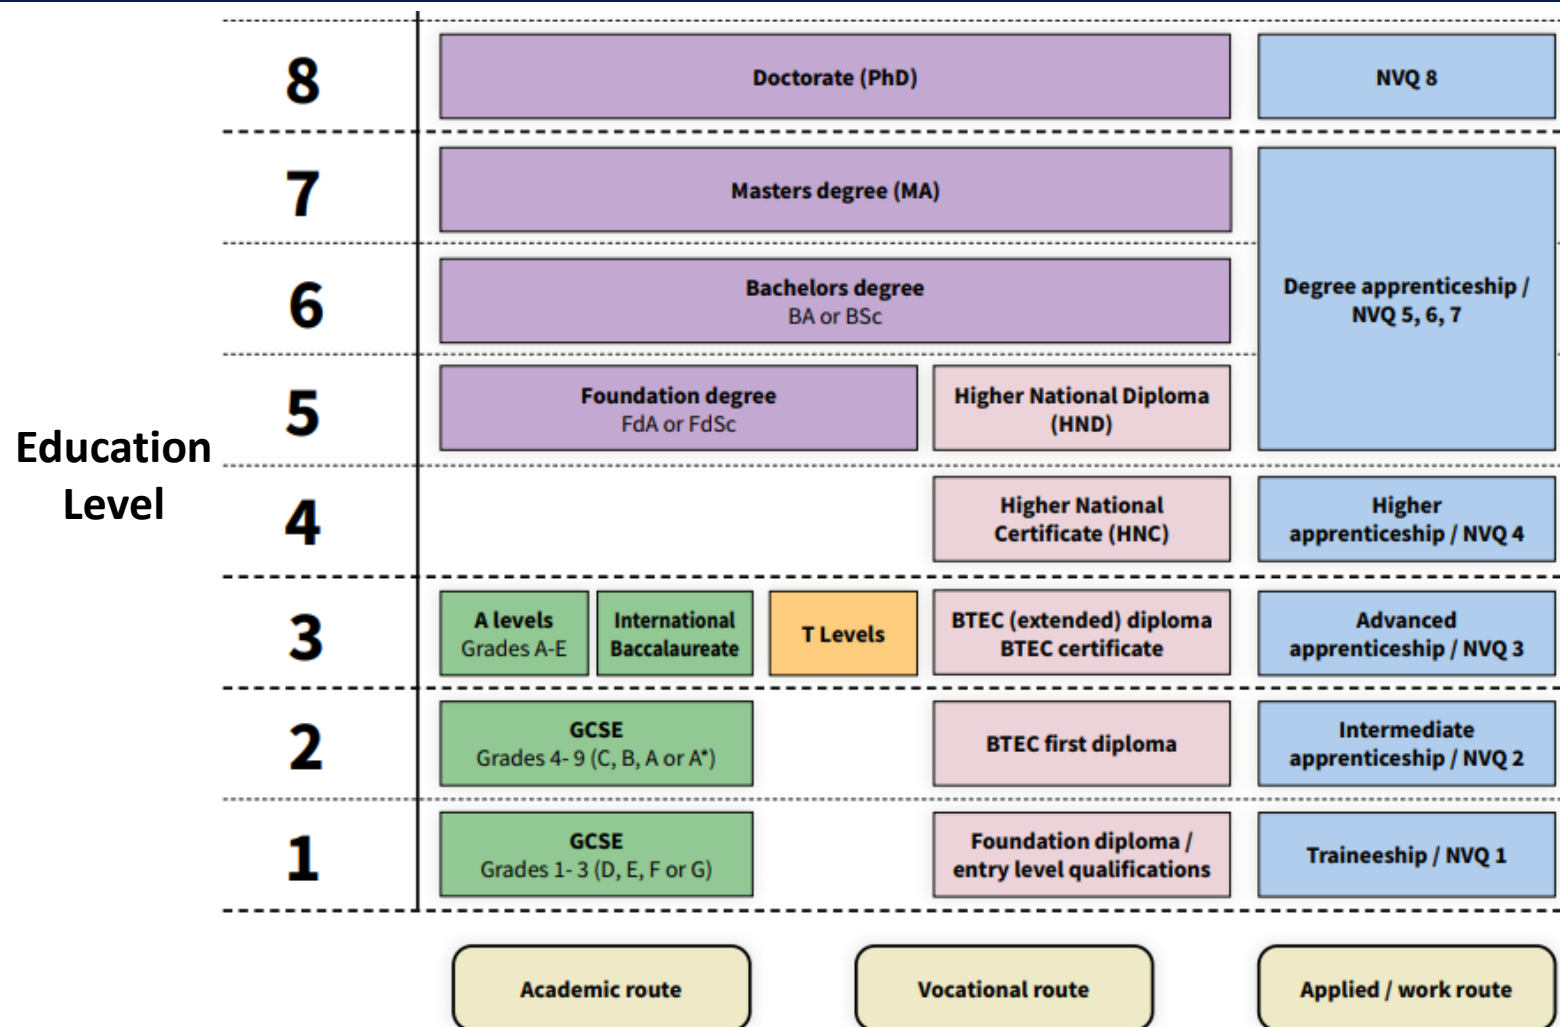 8
Doctorate (PhD)
NVQ 8
7
Masters degree (MA)
6
Bachelors degree
BA or BSc
Degree apprenticeship /
NVQ 5, 6, 7
Education
Level
5
Foundation degree
FdA or FdSc
Higher National Diploma
(HND)
4
Higher National
Certificate (HNC)
Higher
apprenticeship / NVQ 4
3
A levels
Grades A-E
International
Baccalaureate
T Levels
BTEC (extended) diploma
BTEC certificate
Advanced
apprenticeship / NVQ 3
2
GCSE
Grades 4- 9 (C, B, A or A*)
BTEC first diploma
Intermediate
apprenticeship / NVQ 2
1
GCSE
Grades 1- 3 (D, E, F or G)
Foundation diploma /
entry level qualifications
Traineeship / NVQ 1
Academic route
Vocational route
Applied / work route